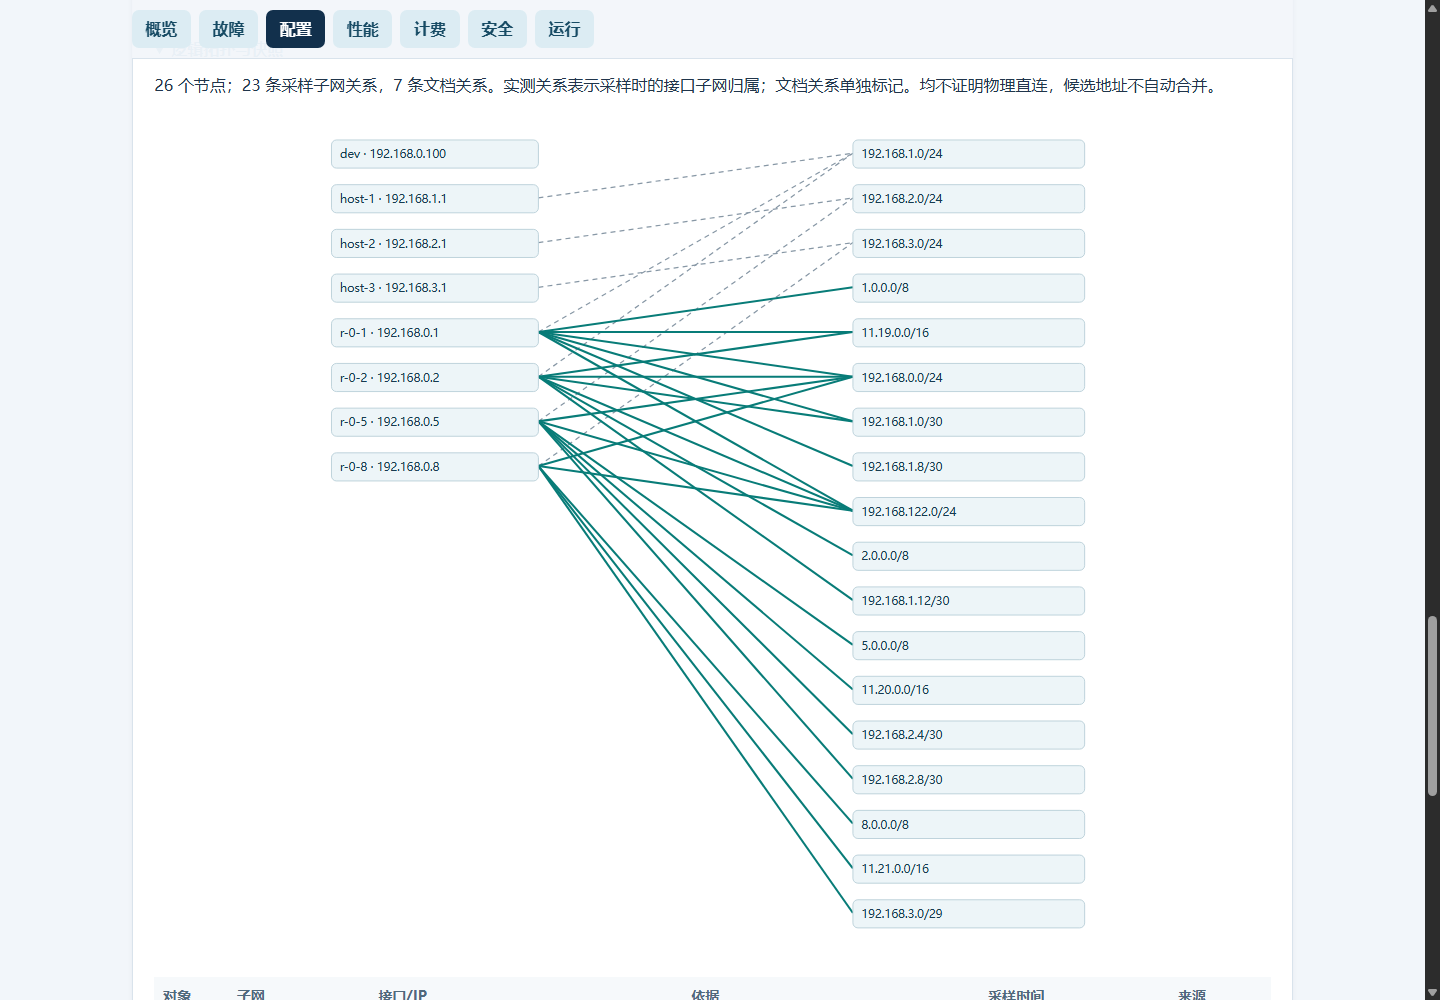 概览 故障 配置 性能 计费 安全 运行
26 个节点；23 条采样子网关系，7 条文档关系。实测关系表示采样时的接口子网归属；文档关系单独标记。均不证明物理直连，候选地址不自动合并。
dev · 192.168.0.100
192.168.1.0/24
host-1 · 192.168.1.1
192.168.2.0/24
host-2 · 192.168.2.1
192.168.3.0/24
host-3 · 192.168.3.1
1.0.0.0/8
r-0-1 · 192.168.0.1
11.19.0.0/16
r-0-2 · 192.168.0.2
192.168.0.0/24
r-0-5 · 192.168.0.5
192.168.1.0/30
r-0-8 · 192.168.0.8
192.168.1.8/30
192.168.122.0/24
2.0.0.0/8
192.168.1.12/30
5.0.0.0/8
11.20.0.0/16
192.168.2.4/30
192.168.2.8/30
8.0.0.0/8
11.21.0.0/16
192.168.3.0/29
对象 子网 接口/IP 依据 采样时间 来源